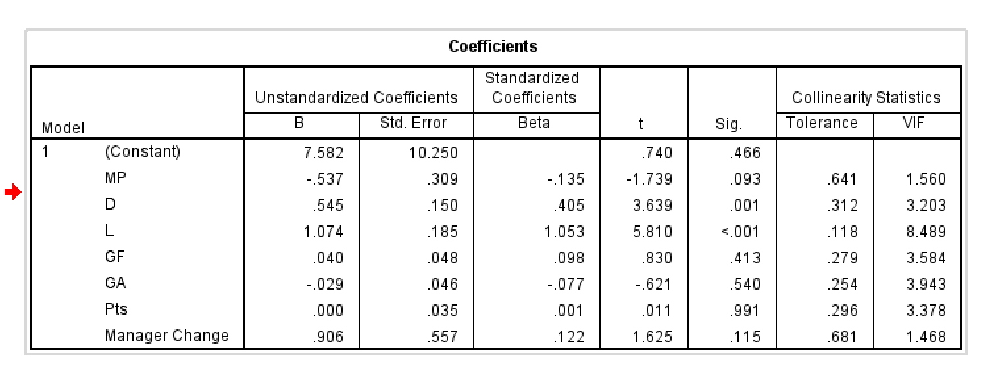 Coefficients
Model Unstandardized Coefficients Standardized Coefficients t Sig. Collinearity Statistics
B Std. Error Beta Tolerance VIF
1 (Constant) 7.582 10.250 .740 .466
MP -.537 .309 -.135 -1.739 .093 .641 1.560
D .545 .150 .405 3.639 .001 .312 3.203
L 1.074 .185 1.053 5.810 <.001 .118 8.489
GF .040 .048 .098 .830 .413 .279 3.584
GA -.029 .046 -.077 -.621 .540 .254 3.943
Pts .000 .035 .001 .011 .991 .296 3.378
Manager Change .906 .557 .122 1.625 .115 .681 1.468